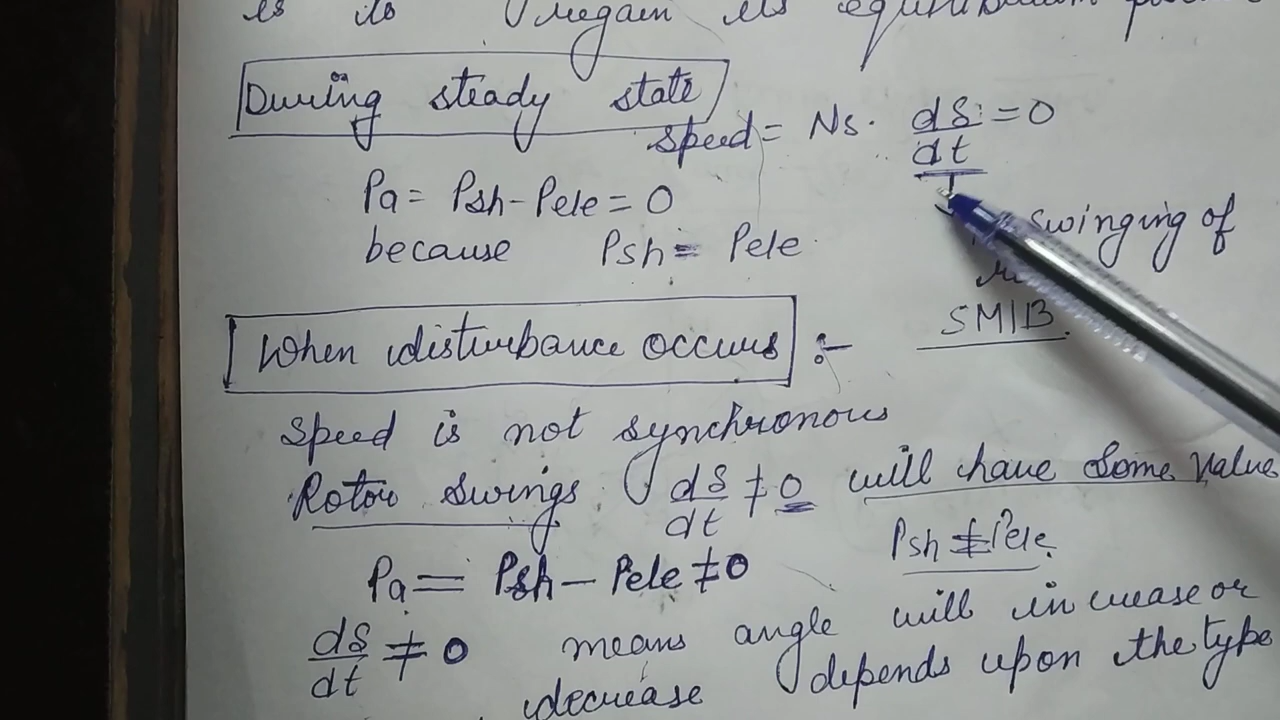 is to regain its equilibrium
During steady state
speed = Ns. dδ/dt = 0
Pa = Psh - Pele = 0
because Psh = Pele
swinging of
SMIB.
When disturbance occurs :-
Speed is not synchronous
Rotor swings dδ/dt ≠ 0 will have some value
Psh ≠ Pele.
Pa = Psh - Pele ≠ 0
dδ/dt ≠ 0 means angle will increase or
decrease depends upon the type